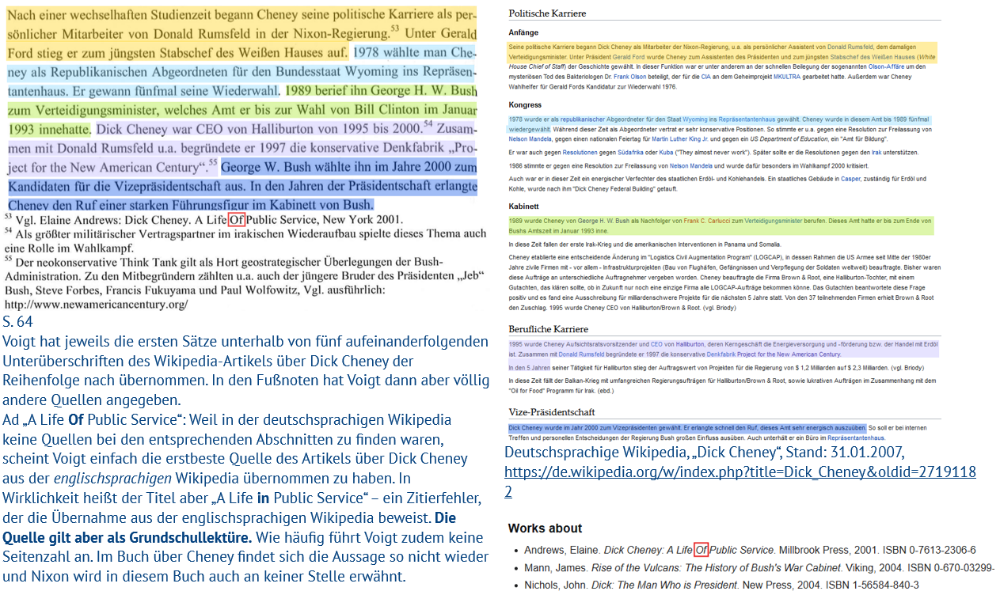 Nach einer wechselhaften Studienzeit begann Cheney seine politische Karriere als per-
sönlicher Mitarbeiter von Donald Rumsfeld in der Nixon-Regierung.53 Unter Gerald
Ford stieg er zum jüngsten Stabschef des Weißen Hauses auf. 1978 wählte man Che-
ney als Republikanischen Abgeordneten für den Bundesstaat Wyoming ins Repräsen-
tantenhaus. Er gewann fünfmal seine Wiederwahl. 1989 berief ihn George H. W. Bush
zum Verteidigungsminister, welches Amt er bis zur Wahl von Bill Clinton im Januar
1993 innehatte. Dick Cheney war CEO von Halliburton von 1995 bis 2000.54 Zusam-
men mit Donald Rumsfeld u.a. begründete er 1997 die konservative Denkfabrik „Pro-
ject for the New American Century“.55 George W. Bush wählte ihn im Jahre 2000 zum
Kandidaten für die Vizepräsidentschaft aus. In den Jahren der Präsidentschaft erlangte
Cheney den Ruf einer starken Führungsfigur im Kabinett von Bush.
53 Vgl. Elaine Andrews: Dick Cheney. A Life Of Public Service, New York 2001.
54 Als größter militärischer Vertragspartner im irakischen Wiederaufbau spielte dieses Thema auch
eine Rolle im Wahlkampf.
55 Der neokonservative Think Tank gilt als Hort geostrategischer Überlegungen der Bush-
Administration. Zu den Mitbegründern zählten u.a. auch der jüngere Bruder des Präsidenten „Jeb“
Bush, Steve Forbes, Francis Fukuyama und Paul Wolfowitz, Vgl. ausführlich:
http://www.newamericancentury.org/
S. 64
Voigt hat jeweils die ersten Sätze unterhalb von fünf aufeinanderfolgenden
Unterüberschriften des Wikipedia-Artikels über Dick Cheney der
Reihenfolge nach übernommen. In den Fußnoten hat Voigt dann aber völlig
andere Quellen angegeben.
Ad „A Life Of Public Service“: Weil in der deutschsprachigen Wikipedia
keine Quellen bei den entsprechenden Abschnitten zu finden waren,
scheint Voigt einfach die erstbeste Quelle des Artikels über Dick Cheney
aus der englischsprachigen Wikipedia übernommen zu haben. In
Wirklichkeit heißt der Titel aber „A Life in Public Service“ – ein Zitierfehler,
der die Übernahme aus der englischsprachigen Wikipedia beweist. Die
Quelle gilt aber als Grundschullektüre. Wie häufig führt Voigt zudem keine
Seitenzahl an. Im Buch über Cheney findet sich die Aussage so nicht wieder
und Nixon wird in diesem Buch auch an keiner Stelle erwähnt.
Politische Karriere
Anfänge
Seine politische Karriere begann Dick Cheney als Mitarbeiter der Nixon-Regierung, u.a. als persönlicher Assistent von Donald Rumsfeld, dem damaligen
Verteidigungsminister. Unter Präsident Gerald Ford wurde Cheney zum Assistenten des Präsidenten und zum jüngsten Stabschef des Weißen Hauses (White
House Chief of Staff) der Geschichte gewählt. In dieser Funktion war er unter anderem an der schnellen Beilegung der sogenannten Olson-Affäre um den
mysteriösen Tod des Bakteriologen Dr. Frank Olson beteiligt, der für die CIA an dem Geheimprojekt MKULTRA gearbeitet hatte. Außerdem war Cheney
Wahlhelfer für Gerald Fords Kandidatur zur Wiederwahl 1976.
Kongress
1978 wurde er als republikanischer Abgeordneter für den Staat Wyoming ins Repräsentantenhaus gewählt. Cheney wurde in diesem Amt bis 1989 fünfmal
wiedergewählt. Während dieser Zeit als Abgeordneter vertrat er sehr konservative Positionen. So stimmte er u.a. gegen eine Resolution zur Freilassung von
Nelson Mandela, gegen einen nationalen Feiertag für Martin Luther King Jr. und gegen ein US Department of Education, ein "Amt für Bildung".
Er war auch gegen Resolutionen gegen Südafrika oder Kuba ("They almost never work"). Später sollte er die Resolutionen gegen den Irak unterstützen.
1986 stimmte er gegen eine Resolution zur Freilassung von Nelson Mandela und wurde dafür besonders im Wahlkampf 2000 kritisiert.
Auch war er in dieser Zeit ein energischer Verfechter des staatlichen Erdöl- und Kohlehandels. Ein staatliches Gebäude in Casper, zuständig für Erdöl und
Kohle, wurde nach ihm "Dick Cheney Federal Building" getauft.
Kabinett
1989 wurde Cheney von George H. W. Bush als Nachfolger von Frank C. Carlucci zum Verteidigungsminister berufen. Dieses Amt hatte er bis zum Ende von
Bushs Amtszeit im Januar 1993 inne.
In diese Zeit fallen der erste Irak-Krieg und die amerikanischen Interventionen in Panama und Somalia.
Cheney etablierte eine entscheidende Änderung im "Logistics Civil Augmentation Program" (LOGCAP), in dessen Rahmen die US Armee seit Mitte der 1980er
Jahre zivile Firmen mit - vor allem - Infrastrukturprojekten (Bau von Flughäfen, Gefängnissen und Verpflegung der Soldaten weltweit) beauftragte. Bisher waren
diese Aufträge an unterschiedliche Auftragnehmer vergeben worden. Cheney beauftragte die Firma Brown & Root, eine Halliburton-Tochter, mit einem
Gutachten, das klären sollte, ob in Zukunft nur noch eine einzige Firma alle LOGCAP-Aufträge bekommen könne. Das Gutachten beantwortete diese Frage
positiv und es fand eine Ausschreibung für milliardenschwere Projekte für die nächsten 5 Jahre statt. Von den 37 teilnehmenden Firmen erhielt Brown & Root
den Zuschlag. 1995 wurde Cheney CEO von Halliburton/Brown & Root. (vgl. Briody)
Berufliche Karriere
1995 wurde Cheney Aufsichtsratsvorsitzender und CEO von Halliburton, deren Kerngeschäft die Energieversorgung und -förderung bzw. der Handel mit Erdöl
ist. Zusammen mit Donald Rumsfeld begründete er 1997 die konservative Denkfabrik Project for the New American Century.
In den 5 Jahren seiner Tätigkeit für Halliburton stieg der Auftragswert von Projekten für die Regierung von $ 1,2 Milliarden auf $ 2,3 Milliarden. (vgl. Briody)
In diese Zeit fällt der Balkan-Krieg mit umfangreichen Regierungsaufträgen für Halliburton/Brown & Root, sowie lukrativen Aufträgen im Zusammenhang mit dem
"Oil for Food" Programm für Irak. (ebd.)
Vize-Präsidentschaft
Dick Cheney wurde im Jahr 2000 zum Vizepräsidenten gewählt. Er erlangte schnell den Ruf, dieses Amt sehr energisch auszuüben. So soll er bei internen
Treffen und personellen Entscheidungen der Regierung Bush großen Einfluss ausüben. Auch unterhält er ein Büro im Repräsentantenhaus.
Deutschsprachige Wikipedia, „Dick Cheney“, Stand: 31.01.2007,
https://de.wikipedia.org/w/index.php?title=Dick_Cheney&oldid=2719118
2
Works about
• Andrews, Elaine. Dick Cheney: A Life Of Public Service. Millbrook Press, 2001. ISBN 0-7613-2306-6
• Mann, James. Rise of the Vulcans: The History of Bush's War Cabinet. Viking, 2004. ISBN 0-670-03299-
• Nichols, John. Dick: The Man Who is President. New Press, 2004. ISBN 1-56584-840-3